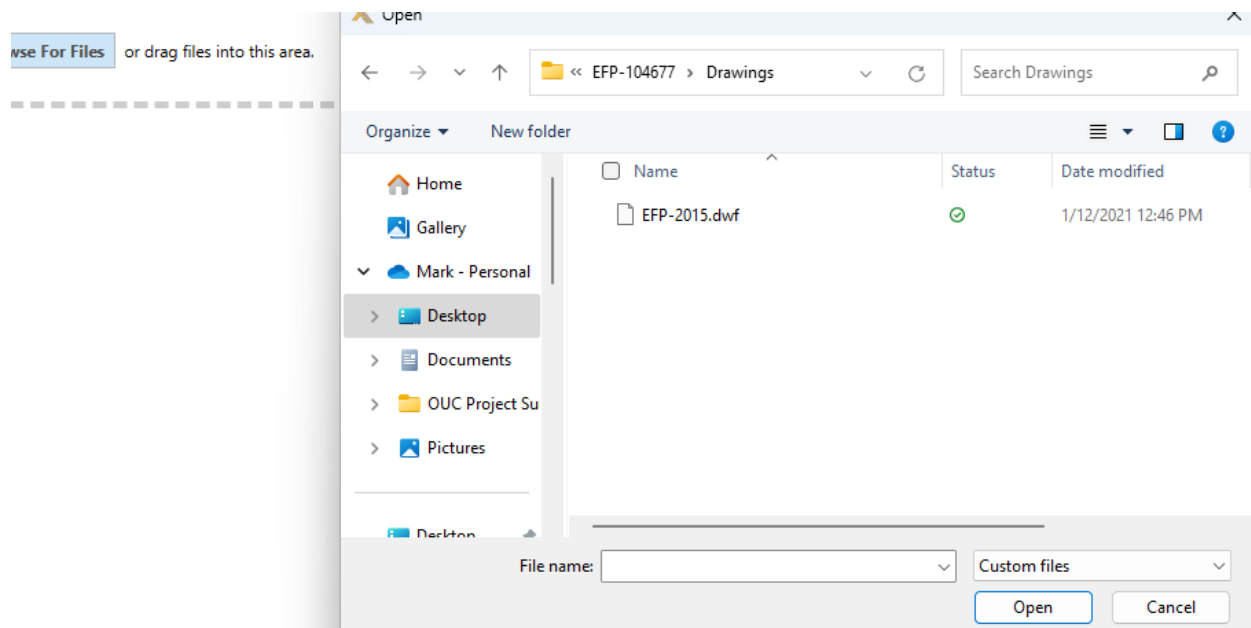 Open
wse For Files or drag files into this area.
« EFP-104677 > Drawings
Search Drawings
Organize
New folder
Name
Status
Date modified
Home
EFP-2015.dwf
1/12/2021 12:46 PM
Gallery
Mark - Personal
Desktop
Documents
OUC Project Su
Pictures
Desktop
File name:
Custom files
Open
Cancel